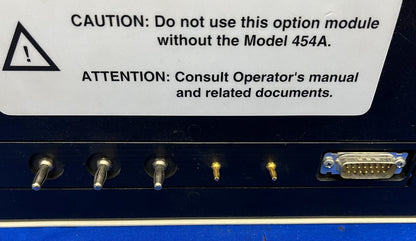 CAUTION: Do not use this option module
without the Model 454A.
!
ATTENTION: Consult Operator's manual
and related documents.